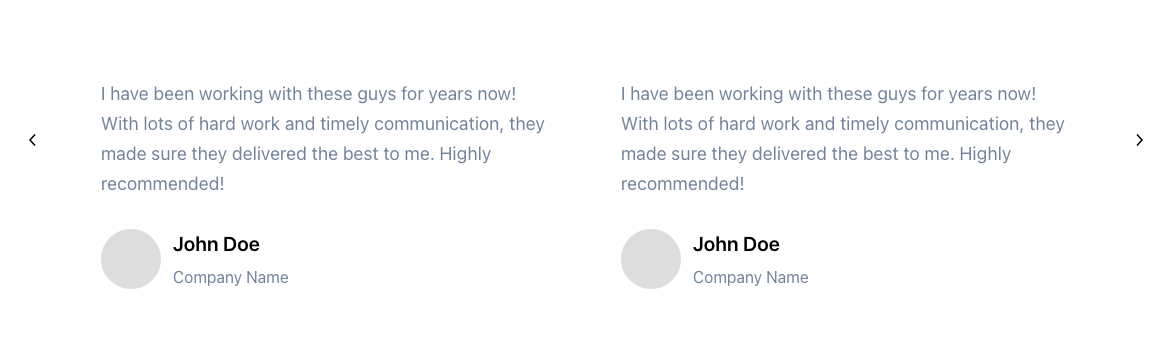 I have been working with these guys for years now!
With lots of hard work and timely communication, they
made sure they delivered the best to me. Highly
recommended!
John Doe
Company Name
I have been working with these guys for years now!
With lots of hard work and timely communication, they
made sure they delivered the best to me. Highly
recommended!
John Doe
Company Name